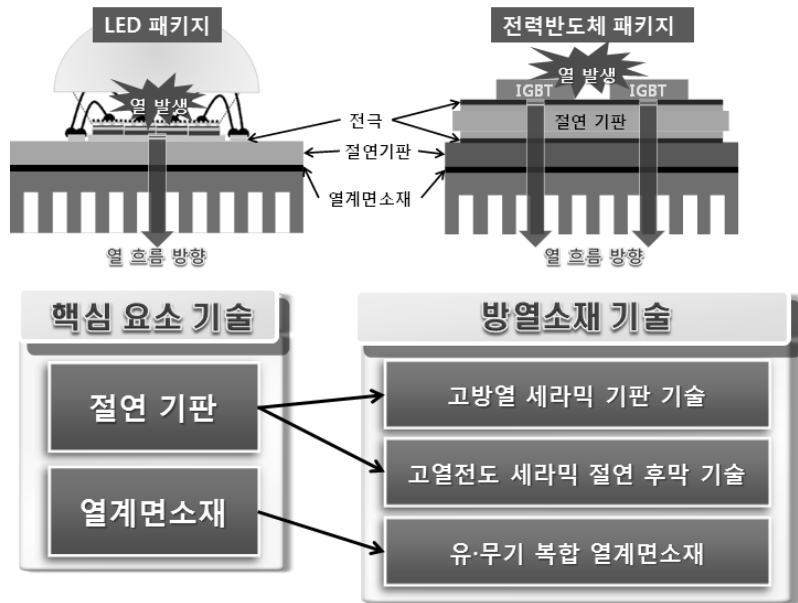 LED 패키지
전력반도체 패키지
열 발생
열 발생
IGBT
IGBT
전극
절연 기판
절연기판
열계면소재
열 흐름 방향
열 흐름 방향
핵심 요소 기술
방열소재 기술
절연 기판
고방열 세라믹 기판 기술
고열전도 세라믹 절연 후막 기술
열계면소재
유·무기 복합 열계면소재